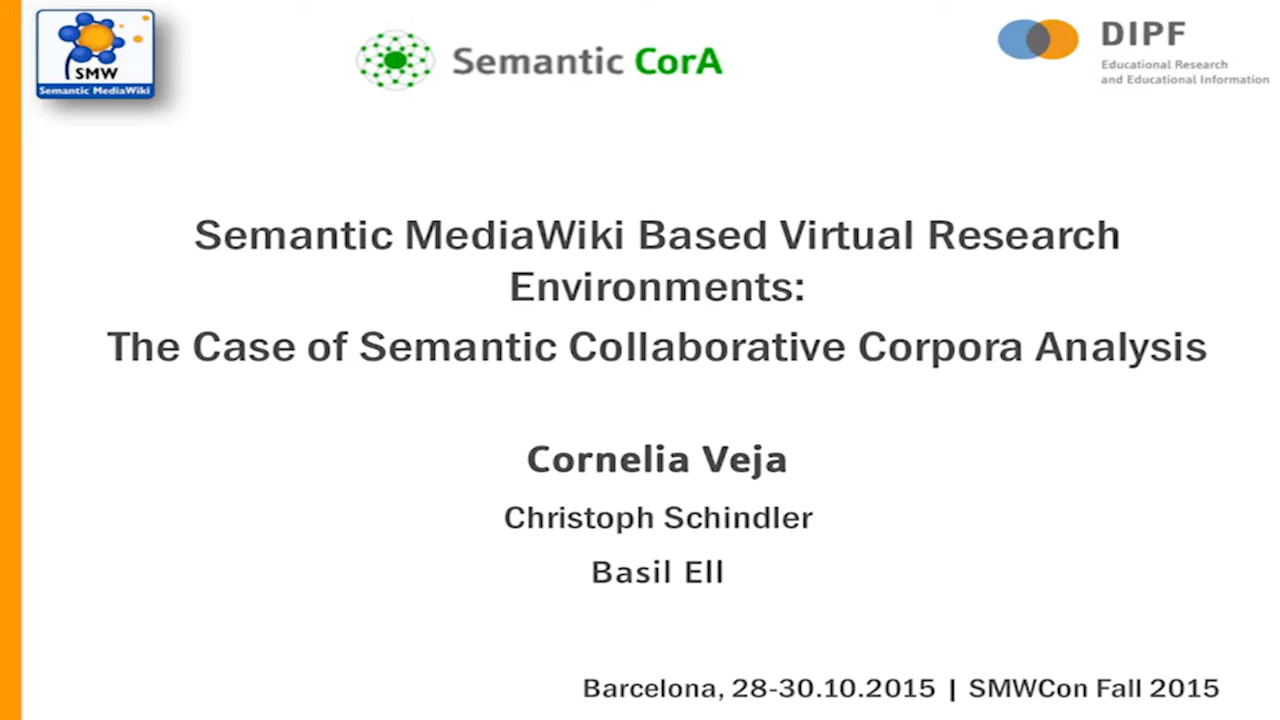 SMW
Semantic MediaWiki
Semantic CorA
DIPF
Educational Research
and Educational Information
Semantic MediaWiki Based Virtual Research
Environments:
The Case of Semantic Collaborative Corpora Analysis
Cornelia Veja
Christoph Schindler
Basil Ell
Barcelona, 28-30.10.2015 | SMWCon Fall 2015